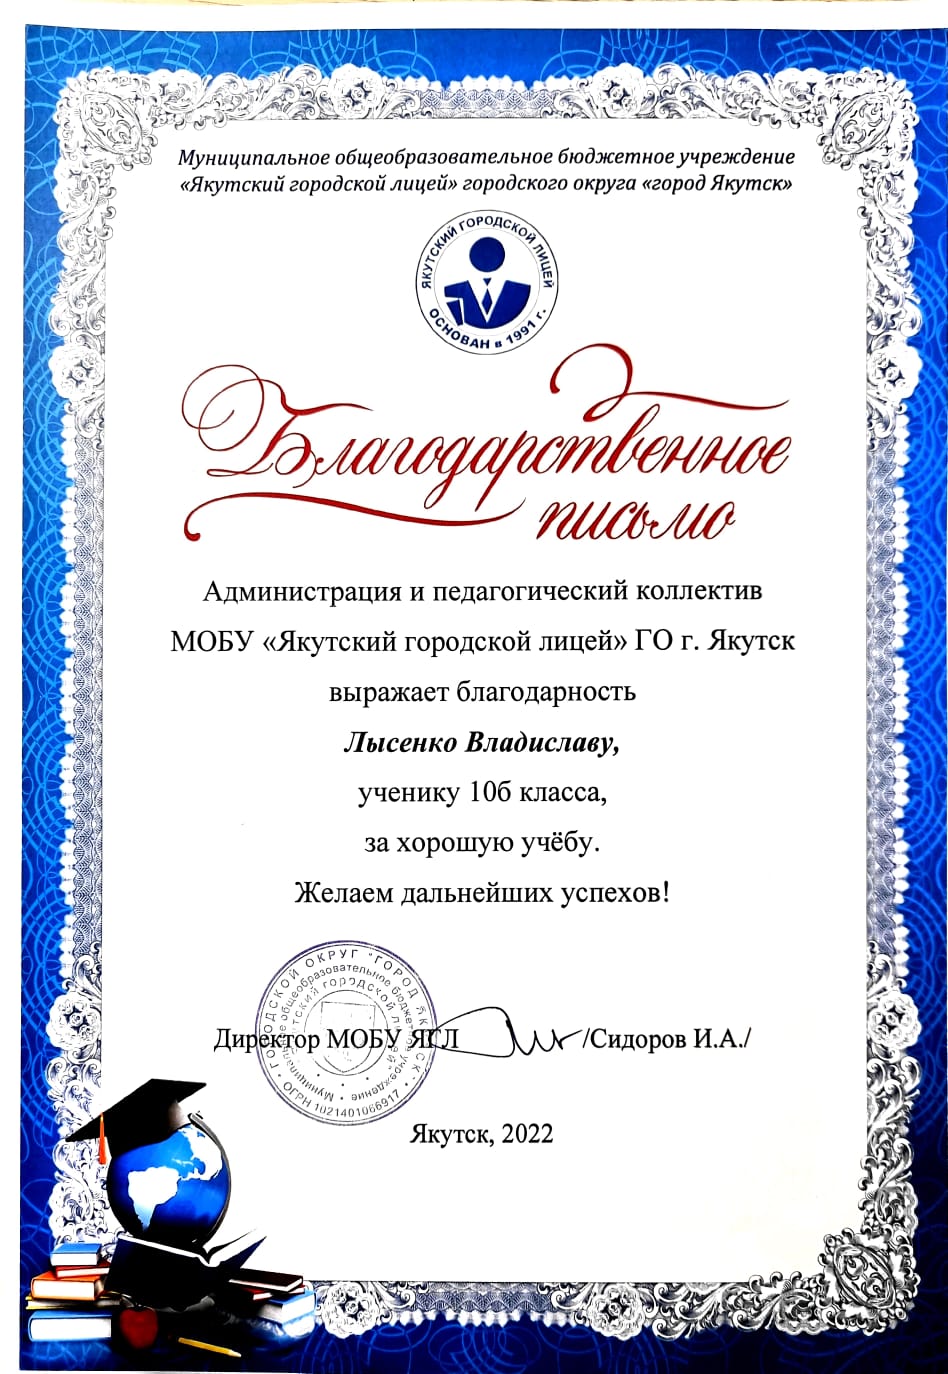 Муниципальное общеобразовательное бюджетное учреждение
«Якутский городской лицей» городского округа «город Якутск»
ЯКУТСКИЙ ГОРОДСКОЙ ЛИЦЕЙ
ОСНОВАН в 1991 г.
Благодарственное
письмо
Администрация и педагогический коллектив
МОБУ «Якутский городской лицей» ГО г. Якутск
выражает благодарность
Лысенко Владиславу,
ученику 10б класса,
за хорошую учёбу.
Желаем дальнейших успехов!
ГОРОДСКОЙ ОКРУГ "ГОРОД ЯКУТСК"
ОГРН 1021401066917
Муниципальное общеобразовательное бюджетное учреждение
городской
Директор МОБУ ЯГЛ /Сидоров И.А./
Якутск, 2022